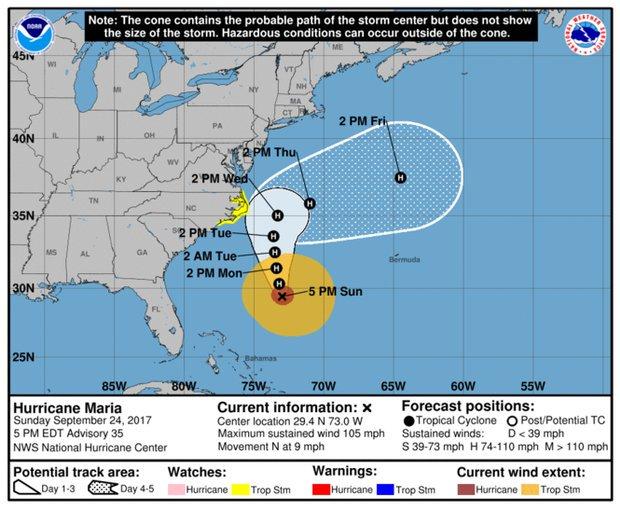 Note: The cone contains the probable path of the storm center but does not show
the size of the storm. Hazardous conditions can occur outside of the cone.
NOAA
NATIONAL WEATHER SERVICE
45N
40N
35N
30N
25N
WI
MI
NY
VT
NH
ME
MA
CT
IL
IN
OH
PA
NJ
WV
VA
KY
TN
NC
SC
MS
AL
GA
FL
2 PM Fri
2 PM Thu
2 PM Wed
2 PM Tue
2 AM Tue
2 PM Mon
5 PM Sun
H
H
H
H
H
H
H
Bermuda
Bahamas
85W
80W
75W
70W
65W
60W
55W
Hurricane Maria
Sunday September 24, 2017
5 PM EDT Advisory 35
NWS National Hurricane Center
Current information: x
Center location 29.4 N 73.0 W
Maximum sustained wind 105 mph
Movement N at 9 mph
Forecast positions:
Tropical Cyclone Post/Potential TC
Sustained winds: D < 39 mph
S 39-73 mph H 74-110 mph M > 110 mph
Potential track area:
Day 1-3 Day 4-5
Watches:
Hurricane Trop Stm
Warnings:
Hurricane Trop Stm
Current wind extent:
Hurricane Trop Stm